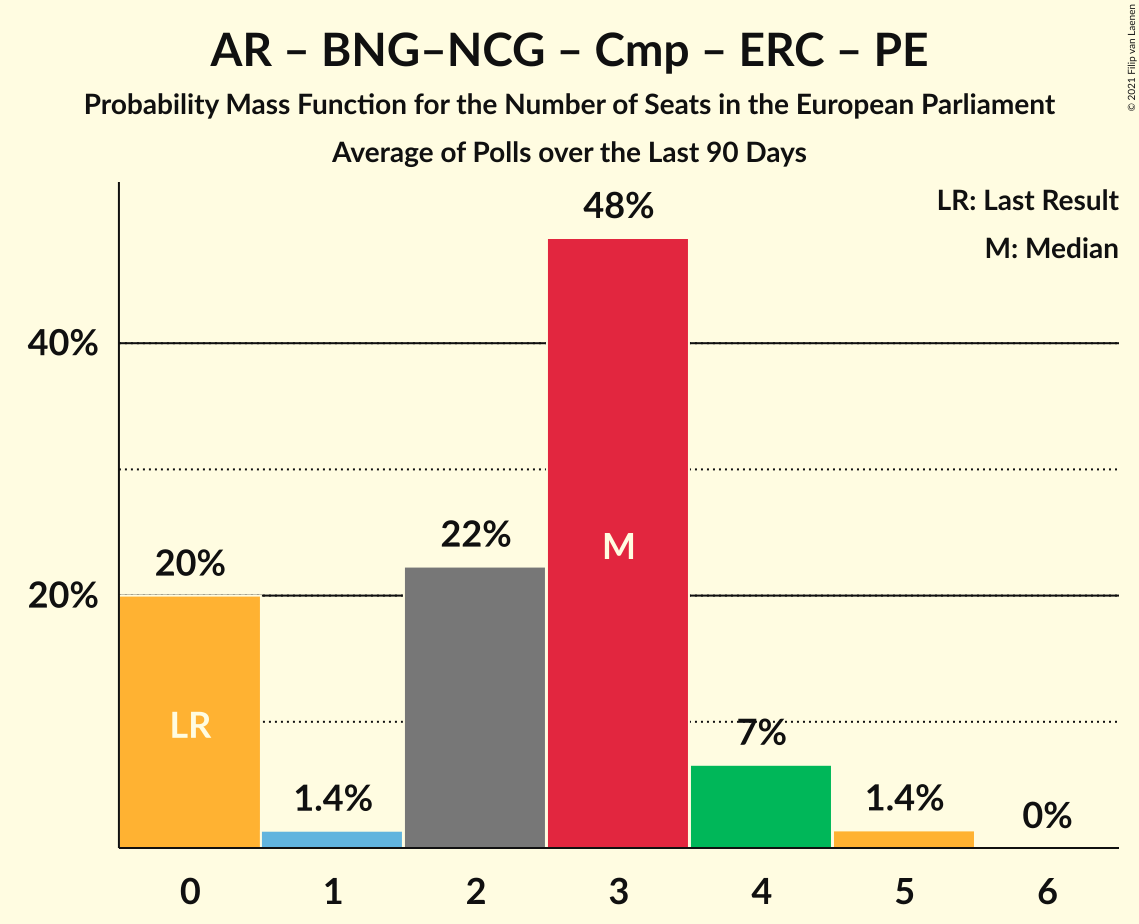 AR – BNG–NCG – Cmp – ERC – PE
Probability Mass Function for the Number of Seats in the European Parliament
Average of Polls over the Last 90 Days
© 2021 Filip van Laenen
LR: Last Result
M: Median
48%
40%
22%
M
20%
20%
LR
7%
1.4%
1.4%
0%
0 1 2 3 4 5 6